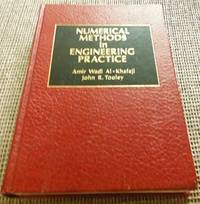 NUMERICAL
METHODS
in
ENGINEERING
PRACTICE
Amir Wadi Al-Khafaji
John R. Tooley